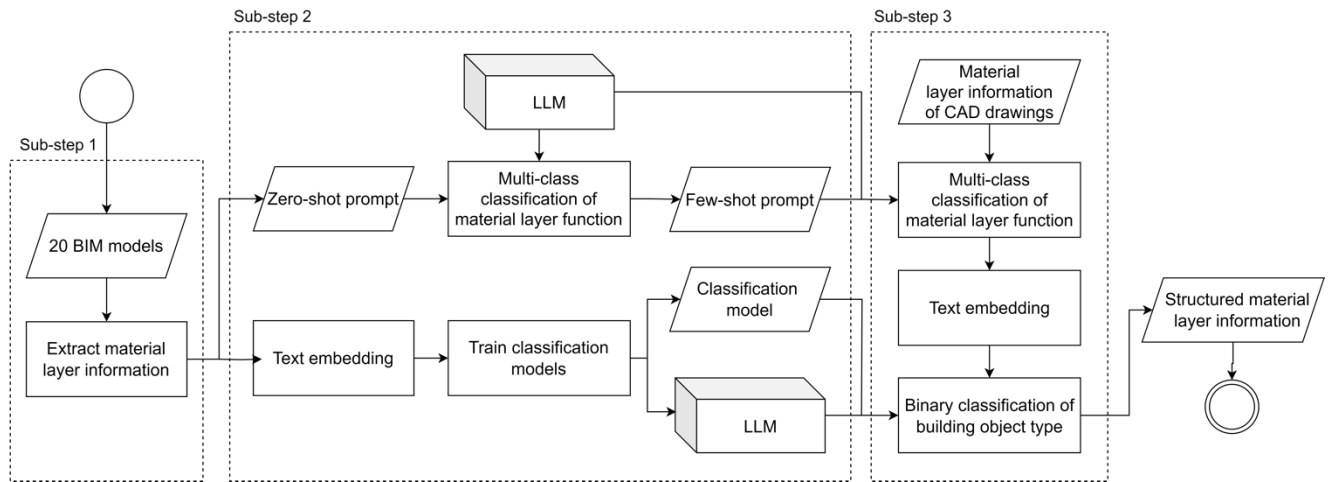 Sub-step 1
20 BIM models
Extract material
layer information
Sub-step 2
LLM
Zero-shot prompt
Multi-class
classification of
material layer function
Few-shot prompt
Text embedding
Train classification
models
Classification
model
LLM
Sub-step 3
Material
layer information
of CAD drawings
Multi-class
classification of
material layer function
Text embedding
Binary classification of
building object type
Structured material
layer information